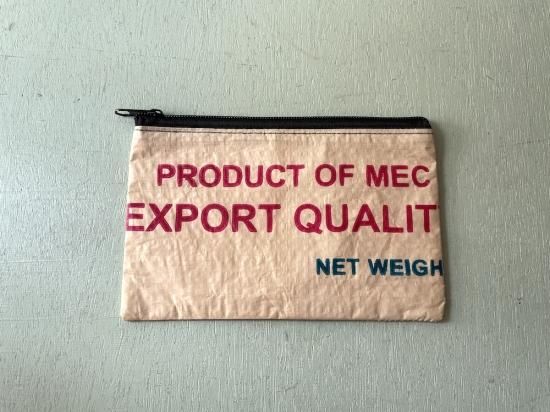 PRODUCT OF MEC
EXPORT QUALIT
NET WEIGH